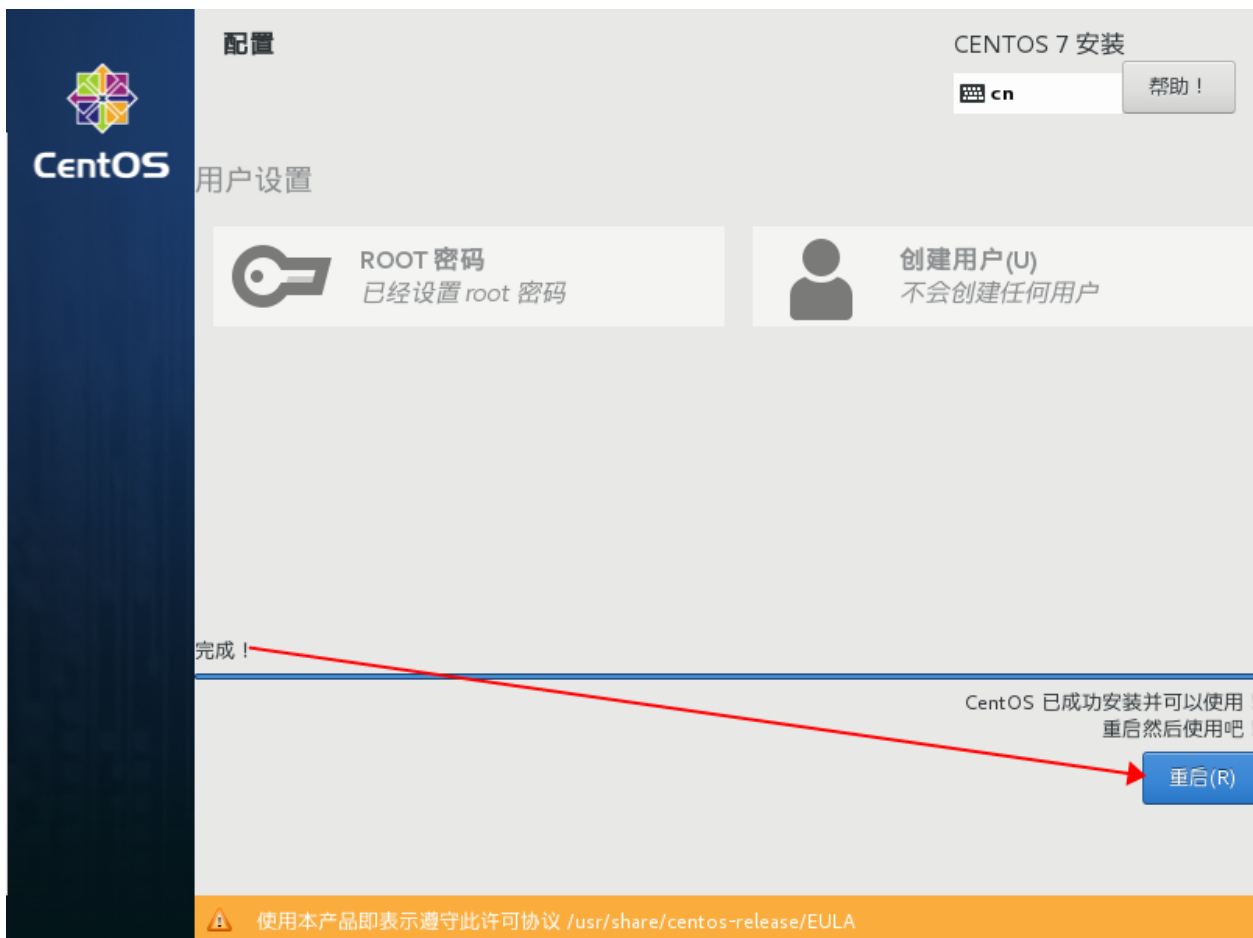 配置
CENTOS 7 安装
cn
帮助！
CentOS
用户设置
ROOT 密码
已经设置 root 密码
创建用户(U)
不会创建任何用户
完成！
CentOS 已成功安装并可以使用！
重启然后使用吧！
重启(R)
使用本产品即表示遵守此许可协议 /usr/share/centos-release/EULA